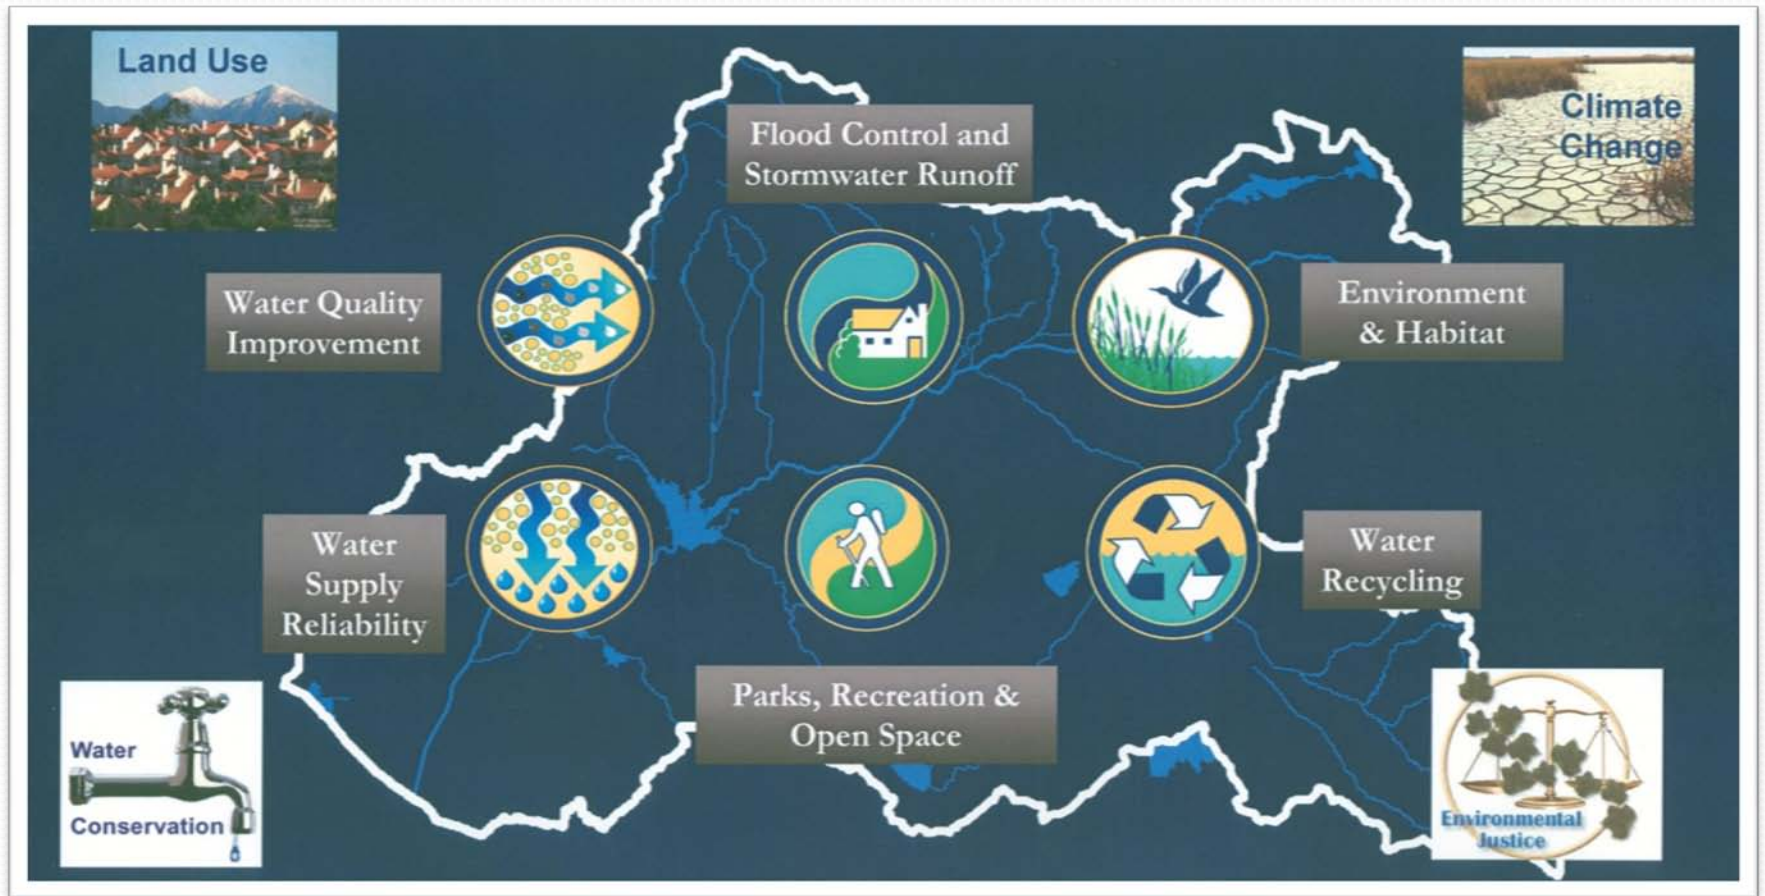 Land Use
Climate
Change
Flood Control and
Stormwater Runoff
Water Quality
Improvement
Environment
& Habitat
Water
Supply
Reliability
Water
Recycling
Parks, Recreation &
Open Space
Water
Conservation
Environmental
Justice